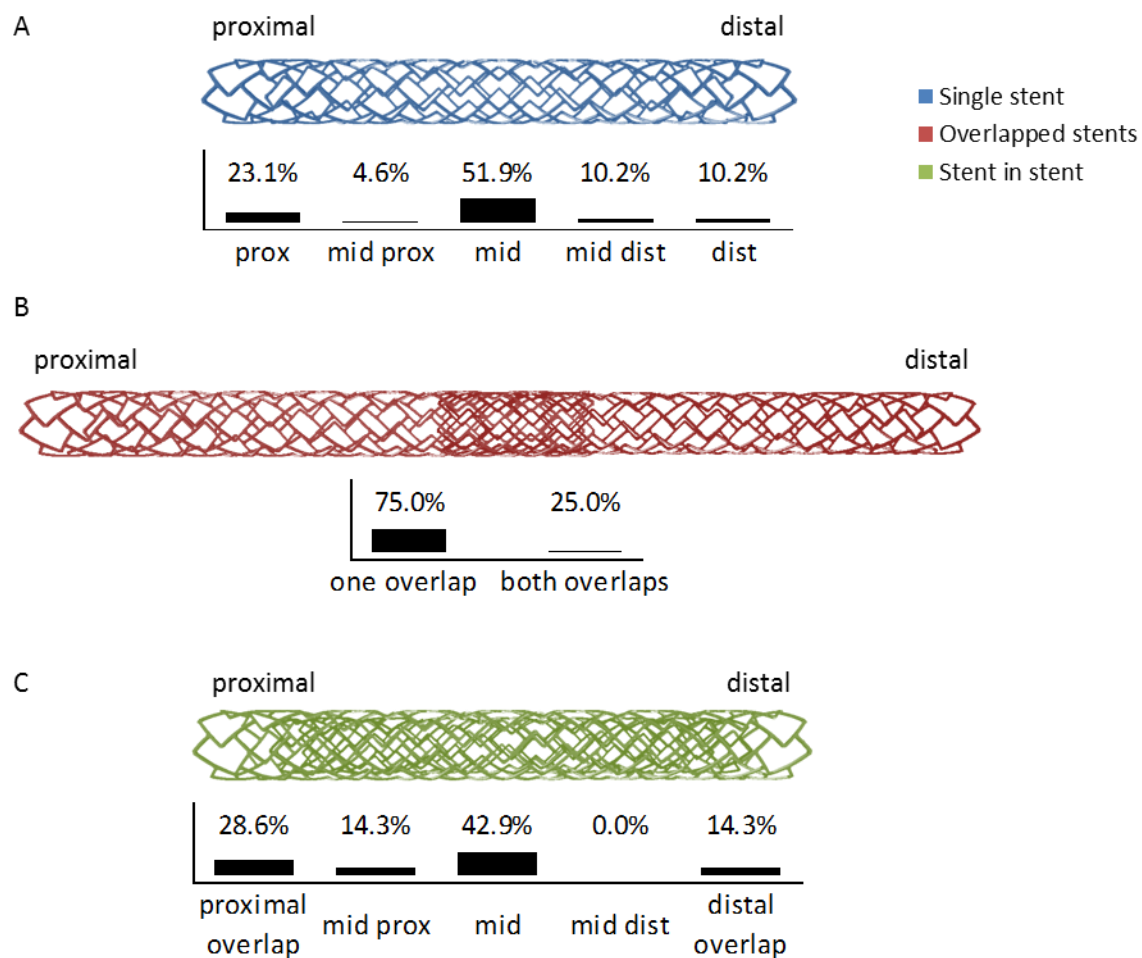 A
proximal distal
Single stent
Overlapped stents
Stent in stent
23.1% 4.6% 51.9% 10.2% 10.2%
prox mid prox mid mid dist dist
B
proximal distal
75.0% 25.0%
one overlap both overlaps
C
proximal distal
28.6% 14.3% 42.9% 0.0% 14.3%
proximal overlap mid prox mid mid dist distal overlap